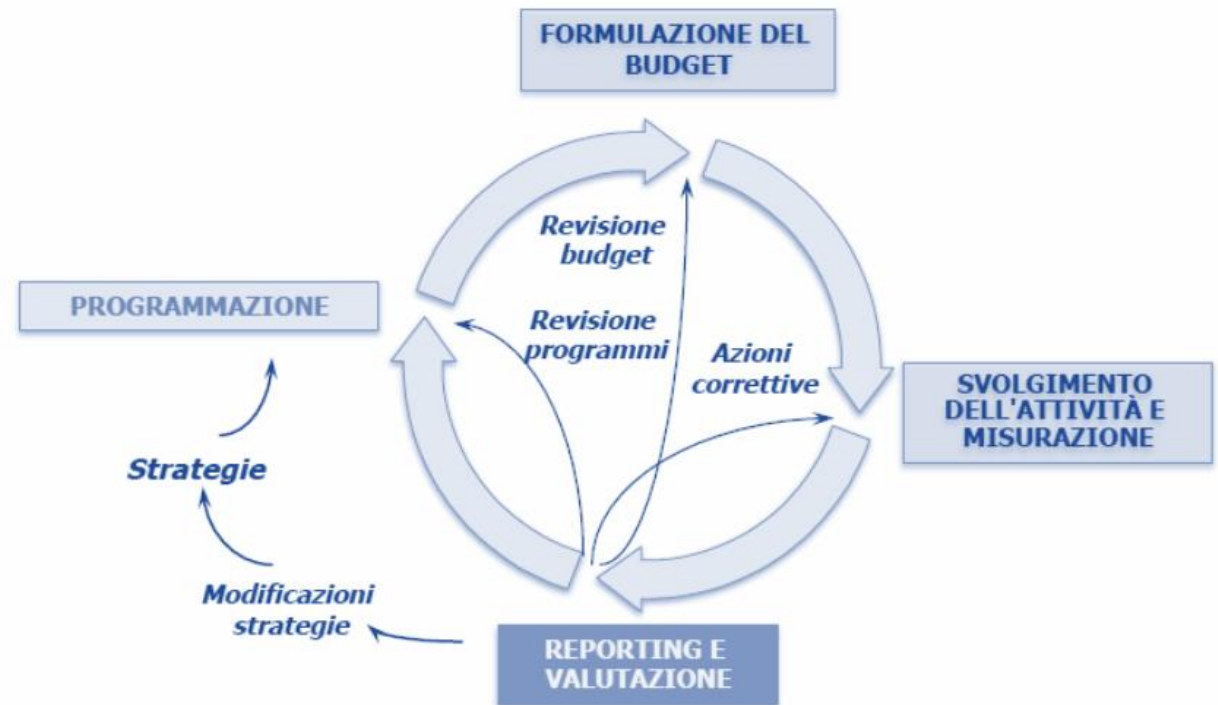 FORMULAZIONE DEL
BUDGET
Revisione
budget
PROGRAMMAZIONE
Revisione
programmi
Azioni
correttive
SVOLGIMENTO
DELL'ATTIVITÀ E
MISURAZIONE
Strategie
Modificazioni
strategie
REPORTING E
VALUTAZIONE